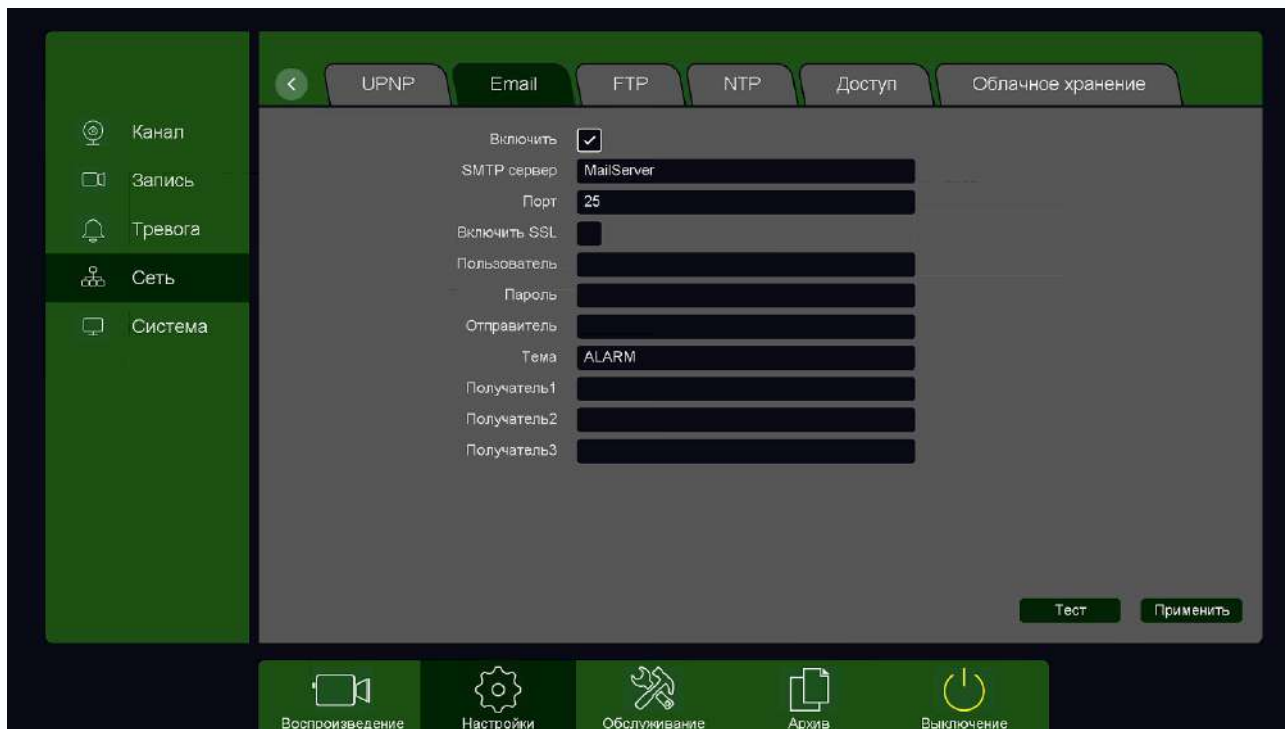 UPNP Email FTP NTP Доступ Облачное хранение
Канал
Запись
Тревога
Сеть
Система
Включить
SMTP сервер MailServer
Порт 25
Включить SSL
Пользователь
Пароль
Отправитель
Тема ALARM
Получатель1
Получатель2
Получатель3
Тест Применить
Воспроизведение Настройки Обслуживание Архив Выключение